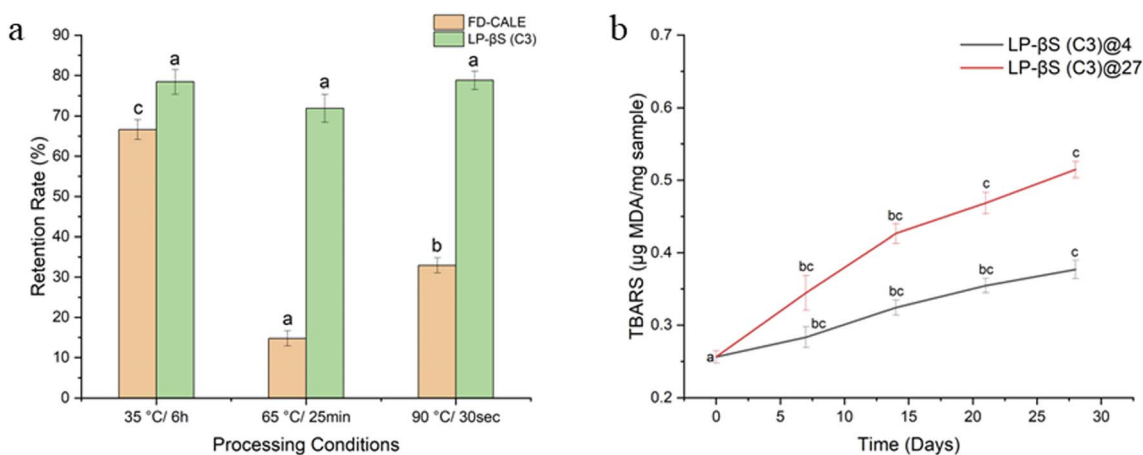 a
FD-CALE
LP-βS (C3)
90
80
70
60
50
40
30
20
10
0
Retention Rate (%)
c
a
a
a
b
a
35 °C/ 6h
65 °C/ 25min
90 °C/ 30sec
Processing Conditions
b
LP-βS (C3)@4
LP-βS (C3)@27
0.7
0.6
0.5
0.4
0.3
0.2
TBARS (µg MDA/mg sample)
a
bc
bc
c
c
bc
bc
bc
c
0
5
10
15
20
25
30
Time (Days)